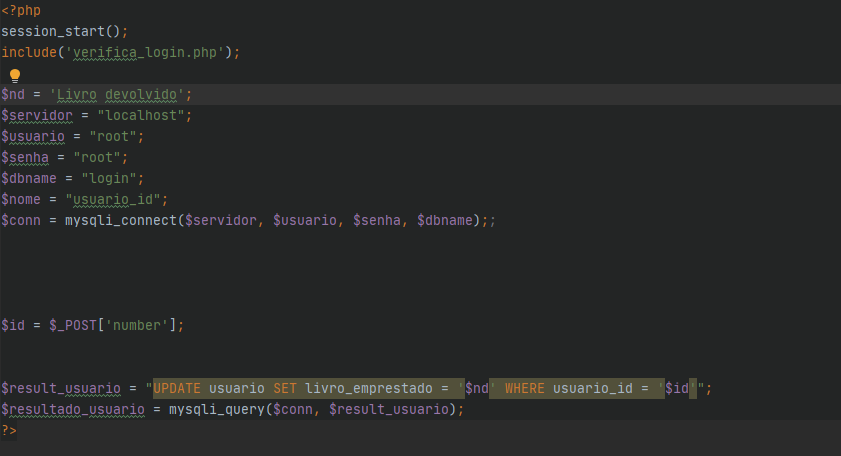 <?php
session_start();
include('verifica_login.php');
$nd = 'Livro devolvido';
$servidor = "localhost";
$usuario = "root";
$senha = "root";
$dbname = "login";
$nome = "usuario_id";
$conn = mysqli_connect($servidor, $usuario, $senha, $dbname);;
$id = $_POST['number'];
$result_usuario = "UPDATE usuario SET livro_emprestado = '$nd' WHERE usuario_id = '$id'";
$resultado_usuario = mysqli_query($conn, $result_usuario);
?>